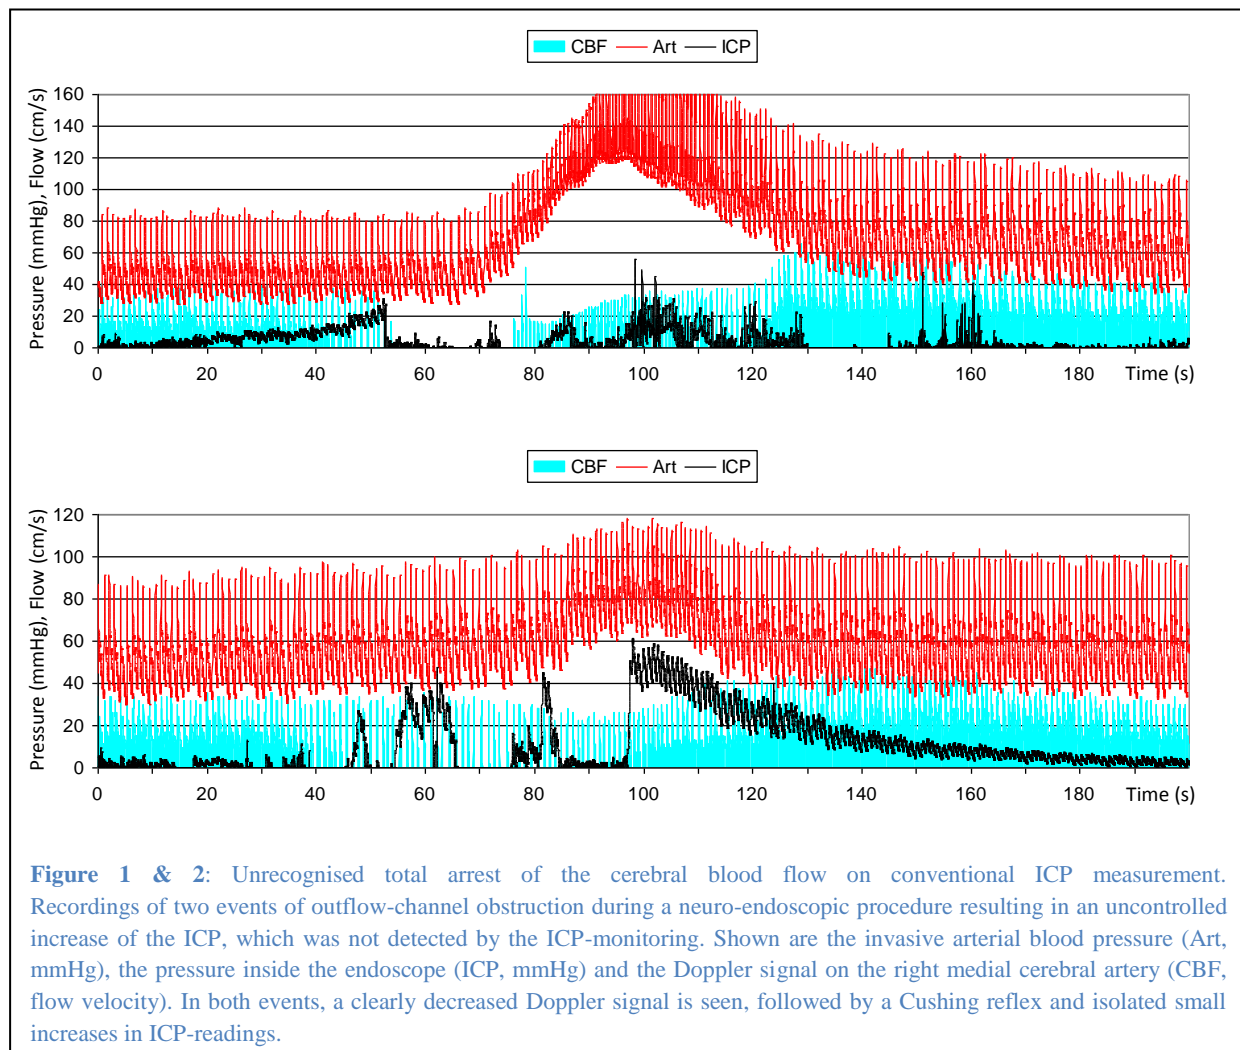 CBF Art ICP
Pressure (mmHg), Flow (cm/s)
160
140
120
100
80
60
40
20
0
0 20 40 60 80 100 120 140 160 180 Time (s)
CBF Art ICP
Pressure (mmHg), Flow (cm/s)
120
100
80
60
40
20
0
0 20 40 60 80 100 120 140 160 180 Time (s)
Figure 1 & 2: Unrecognised total arrest of the cerebral blood flow on conventional ICP measurement.
Recordings of two events of outflow-channel obstruction during a neuro-endoscopic procedure resulting in an uncontrolled
increase of the ICP, which was not detected by the ICP-monitoring. Shown are the invasive arterial blood pressure (Art,
mmHg), the pressure inside the endoscope (ICP, mmHg) and the Doppler signal on the right medial cerebral artery (CBF,
flow velocity). In both events, a clearly decreased Doppler signal is seen, followed by a Cushing reflex and isolated small
increases in ICP-readings.